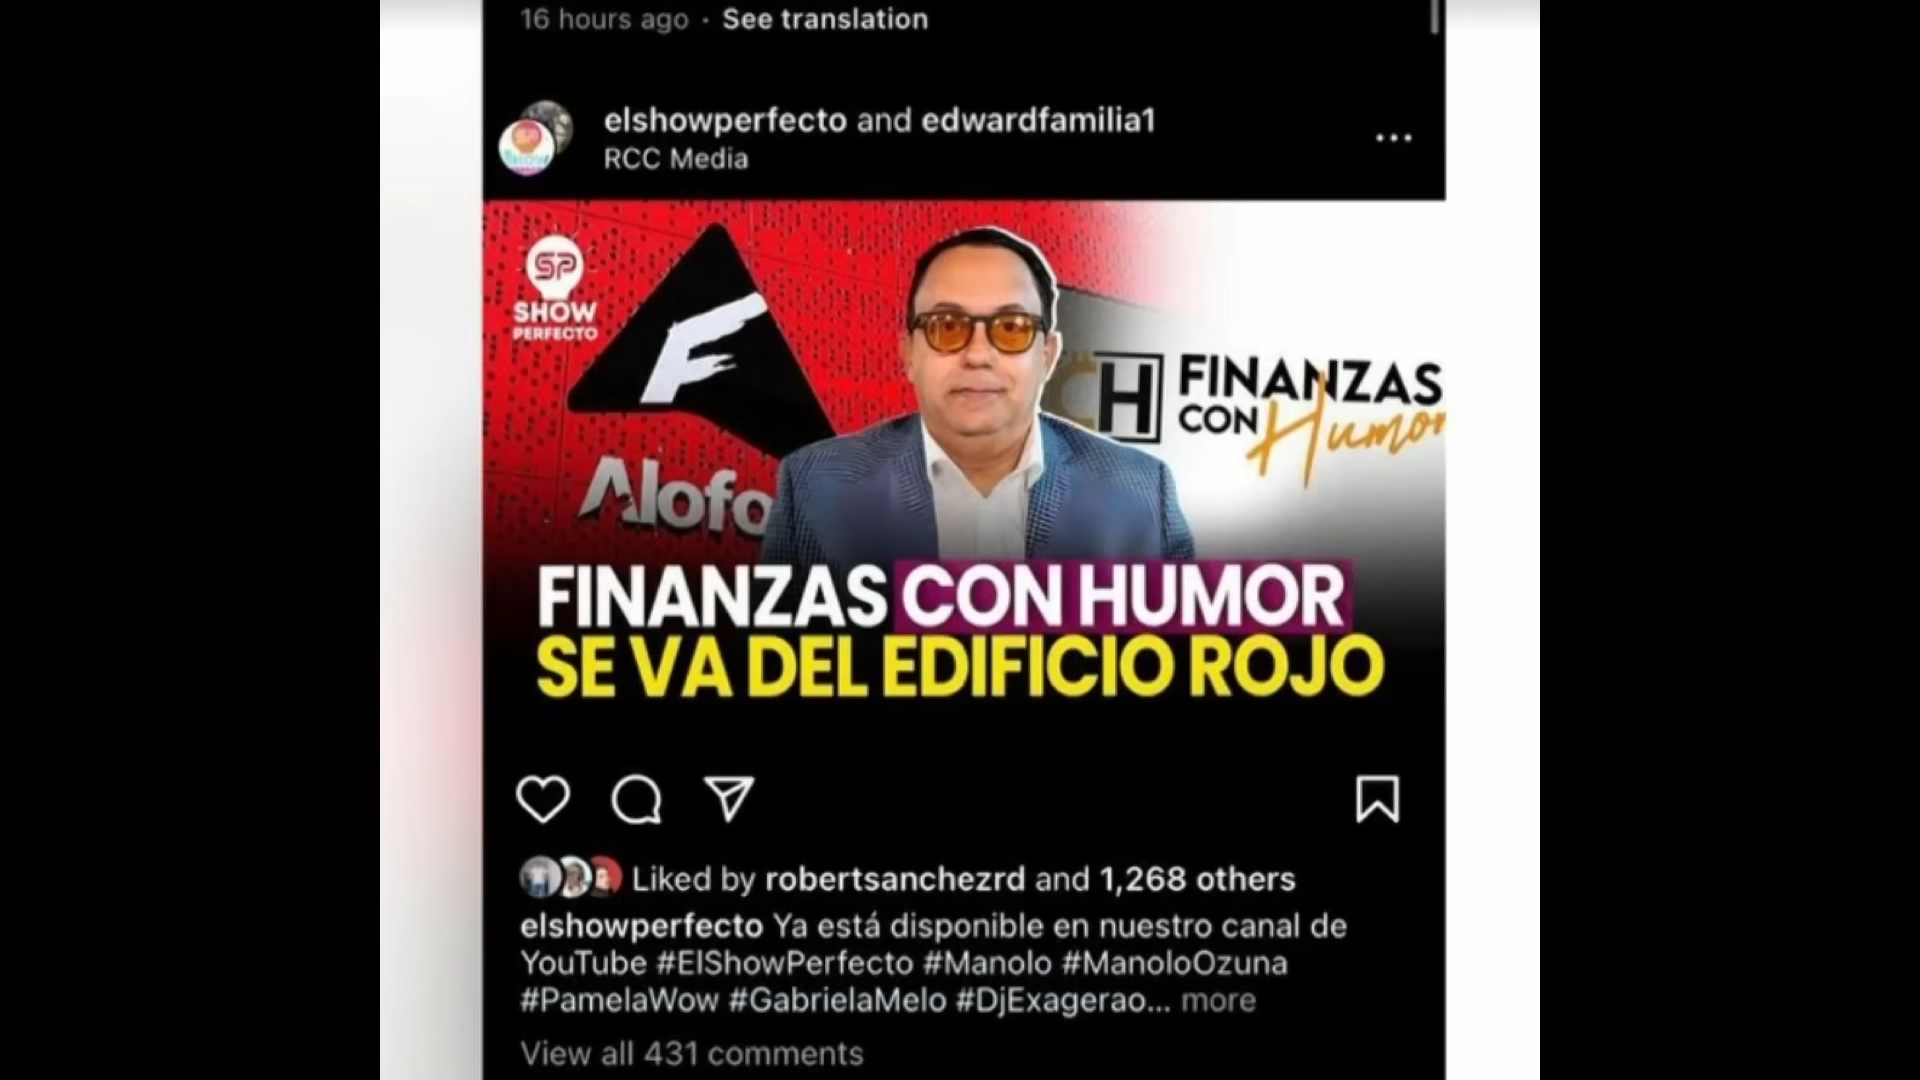 16 hours ago · See translation
elshowperfecto and edwardfamilia1
RCC Media
SP
SHOW
PERFECTO
F
Alofo
H
FINANZAS
CON Humor
FINANZAS CON HUMOR
SE VA DEL EDIFICIO ROJO
Liked by robertsanchezrd and 1,268 others
elshowperfecto Ya está disponible en nuestro canal de
YouTube #ElShowPerfecto #Manolo #ManoloOzuna
#PamelaWow #GabrielaMelo #DjExagerao... more
View all 431 comments